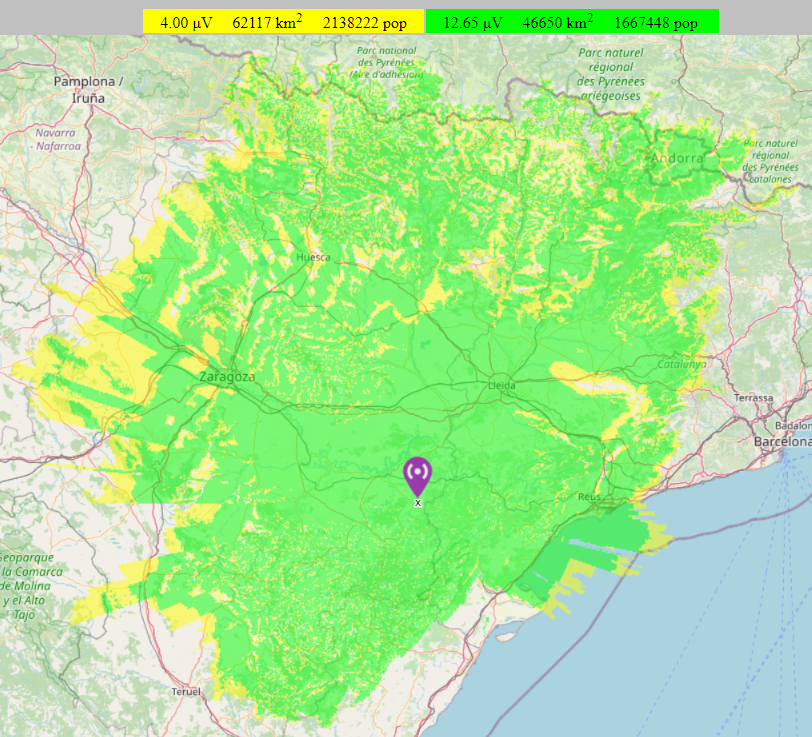 4.00 µV 62117 km² 2138222 pop 12.65 µV 46650 km² 1667448 pop
Parc national
des Pyrénées
(Aire d'adhésion)
Parc naturel
régional
des Pyrénées
ariégeoises
Pamplona /
Iruña
Navarra
- Nafarroa
Andorra
Parc naturel
régional
des Pyrénées
catalanes
Huesca
Zaragoza
Lleida
Catalunya
Terrassa
Badalon
Barcelona
x
Reus
Geoparque
la Comarca
de Molina
y el Alto
Tajo
Teruel